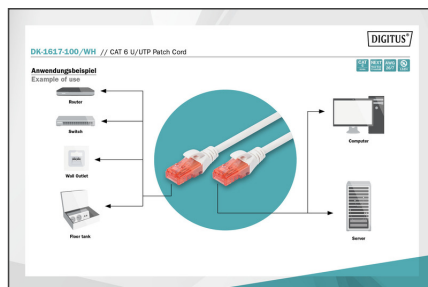 DIGITUS®
DK-1617-100/WH // CAT 6 U/UTP Patch Cord
Anwendungsbeispiel
Example of use
Router
Switch
Wall Outlet
Floor tank
Computer
Server